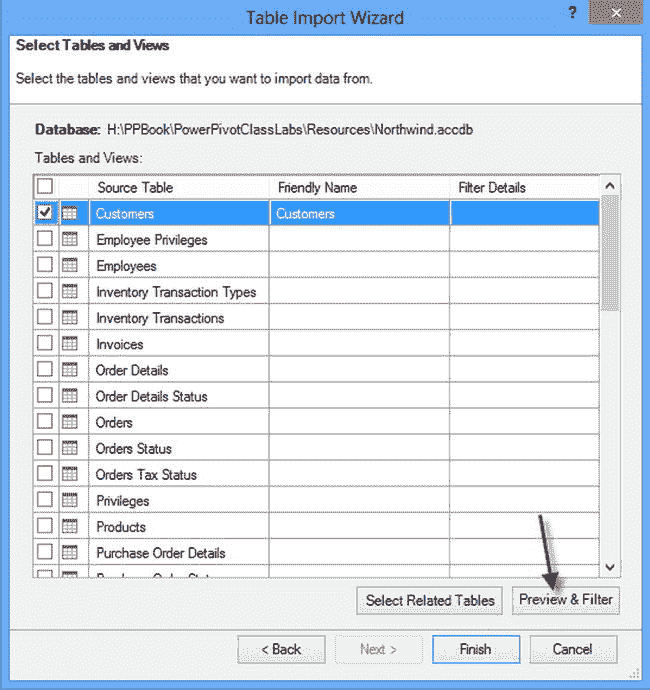 Table Import Wizard
?
Select Tables and Views
Select the tables and views that you want to import data from.
Database: H:\PPBook\PowerPivotClassLabs\Resources\Northwind.accdb
Tables and Views:
Source Table Friendly Name Filter Details
Customers Customers
Employee Privileges
Employees
Inventory Transaction Types
Inventory Transactions
Invoices
Order Details
Order Details Status
Orders
Orders Status
Orders Tax Status
Privileges
Products
Purchase Order Details
Select Related Tables Preview & Filter
< Back Next > Finish Cancel